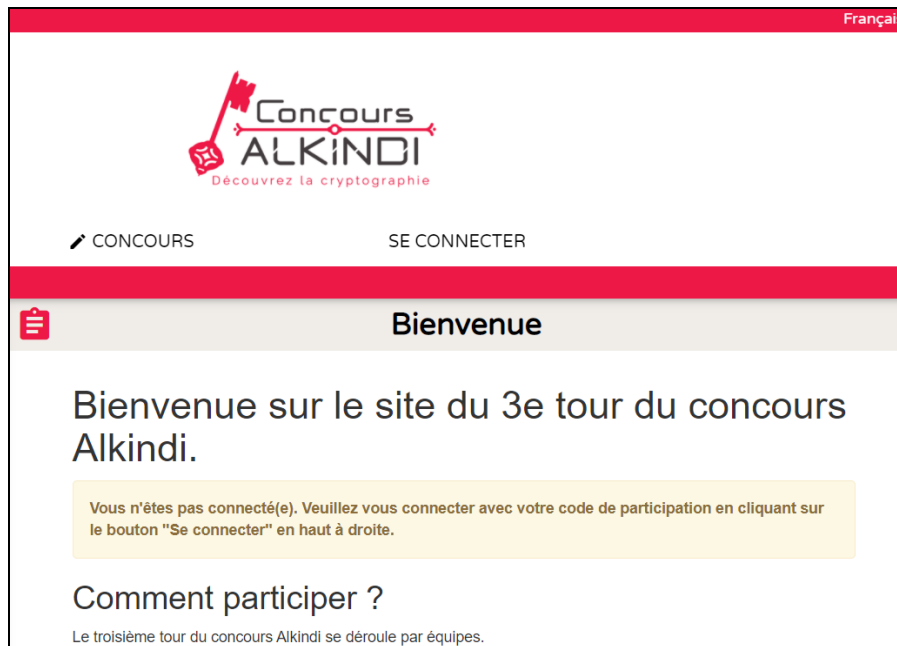 Français
Concours
ALKINDI
Découvrez la cryptographie
CONCOURS
SE CONNECTER
Bienvenue
Bienvenue sur le site du 3e tour du concours
Alkindi.
Vous n'êtes pas connecté(e). Veuillez vous connecter avec votre code de participation en cliquant sur
le bouton "Se connecter" en haut à droite.
Comment participer ?
Le troisième tour du concours Alkindi se déroule par équipes.